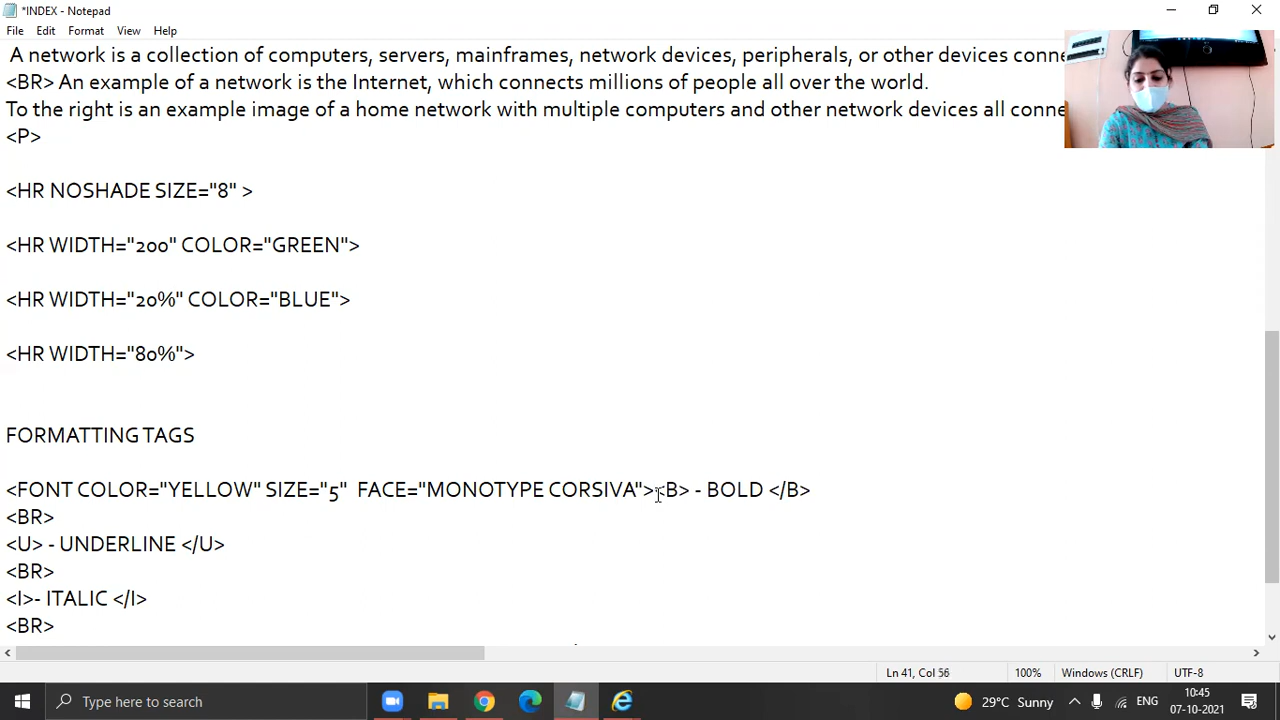 *INDEX - Notepad
File Edit Format View Help
A network is a collection of computers, servers, mainframes, network devices, peripherals, or other devices conne
<BR> An example of a network is the Internet, which connects millions of people all over the world.
To the right is an example image of a home network with multiple computers and other network devices all conne
<P>
<HR NOSHADE SIZE="8" >
<HR WIDTH="200" COLOR="GREEN">
<HR WIDTH="20%" COLOR="BLUE">
<HR WIDTH="80%">
FORMATTING TAGS
<FONT COLOR="YELLOW" SIZE="5"  FACE="MONOTYPE CORSIVA"><B> - BOLD </B>
<BR>
<U> - UNDERLINE </U>
<BR>
<I>- ITALIC </I>
<BR>
Ln 41, Col 56 100% Windows (CRLF) UTF-8
Type here to search 29°C Sunny ENG 10:45
07-10-2021